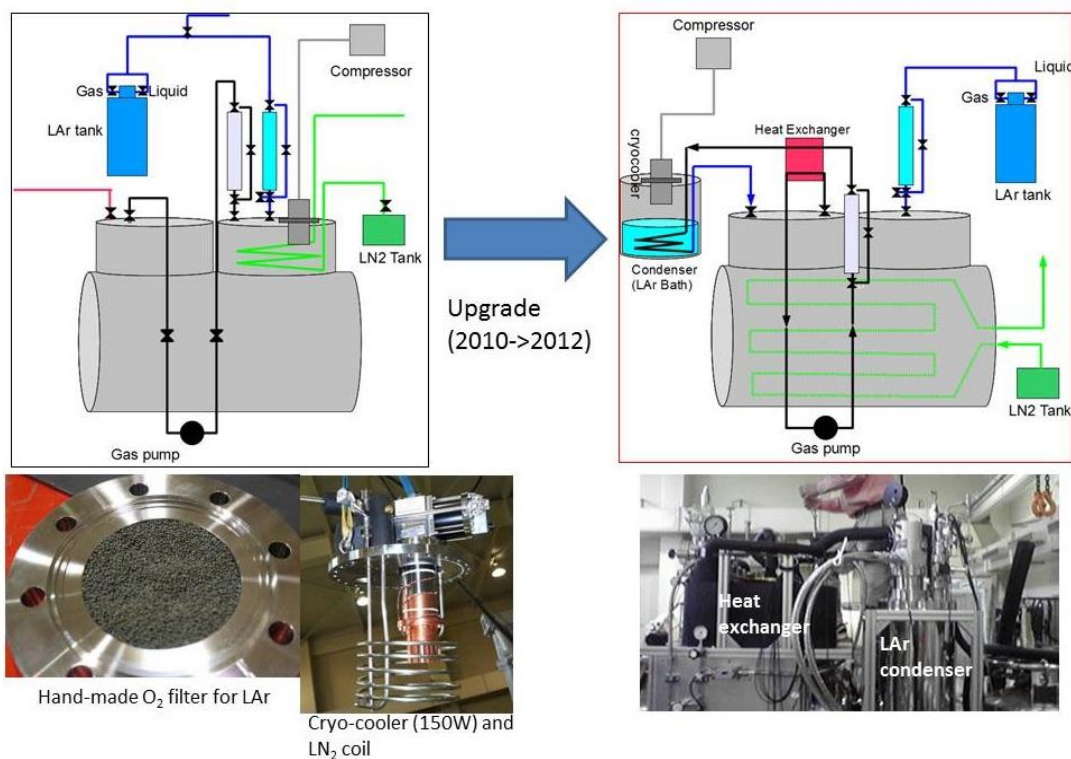 Compressor
Gas
Liquid
LAr tank
LN2 Tank
Gas pump
Upgrade
(2010->2012)
Compressor
cryocooler
Heat Exchanger
Liquid
Gas
LAr tank
Condenser
(LAr Bath)
LN2 Tank
Gas pump
Hand-made O₂ filter for LAr
Cryo-cooler (150W) and
LN₂ coil
Heat
exchanger
LAr
condenser